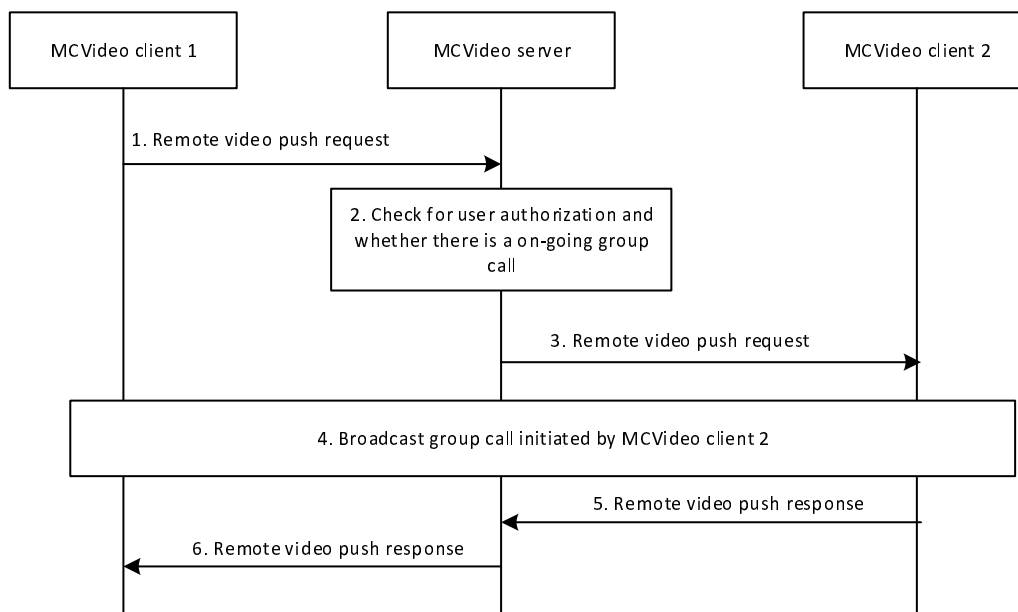 MCVideo client 1
MCVideo server
MCVideo client 2
1. Remote video push request
2. Check for user authorization and
whether there is a on-going group
call
3. Remote video push request
4. Broadcast group call initiated by MCVideo client 2
5. Remote video push response
6. Remote video push response